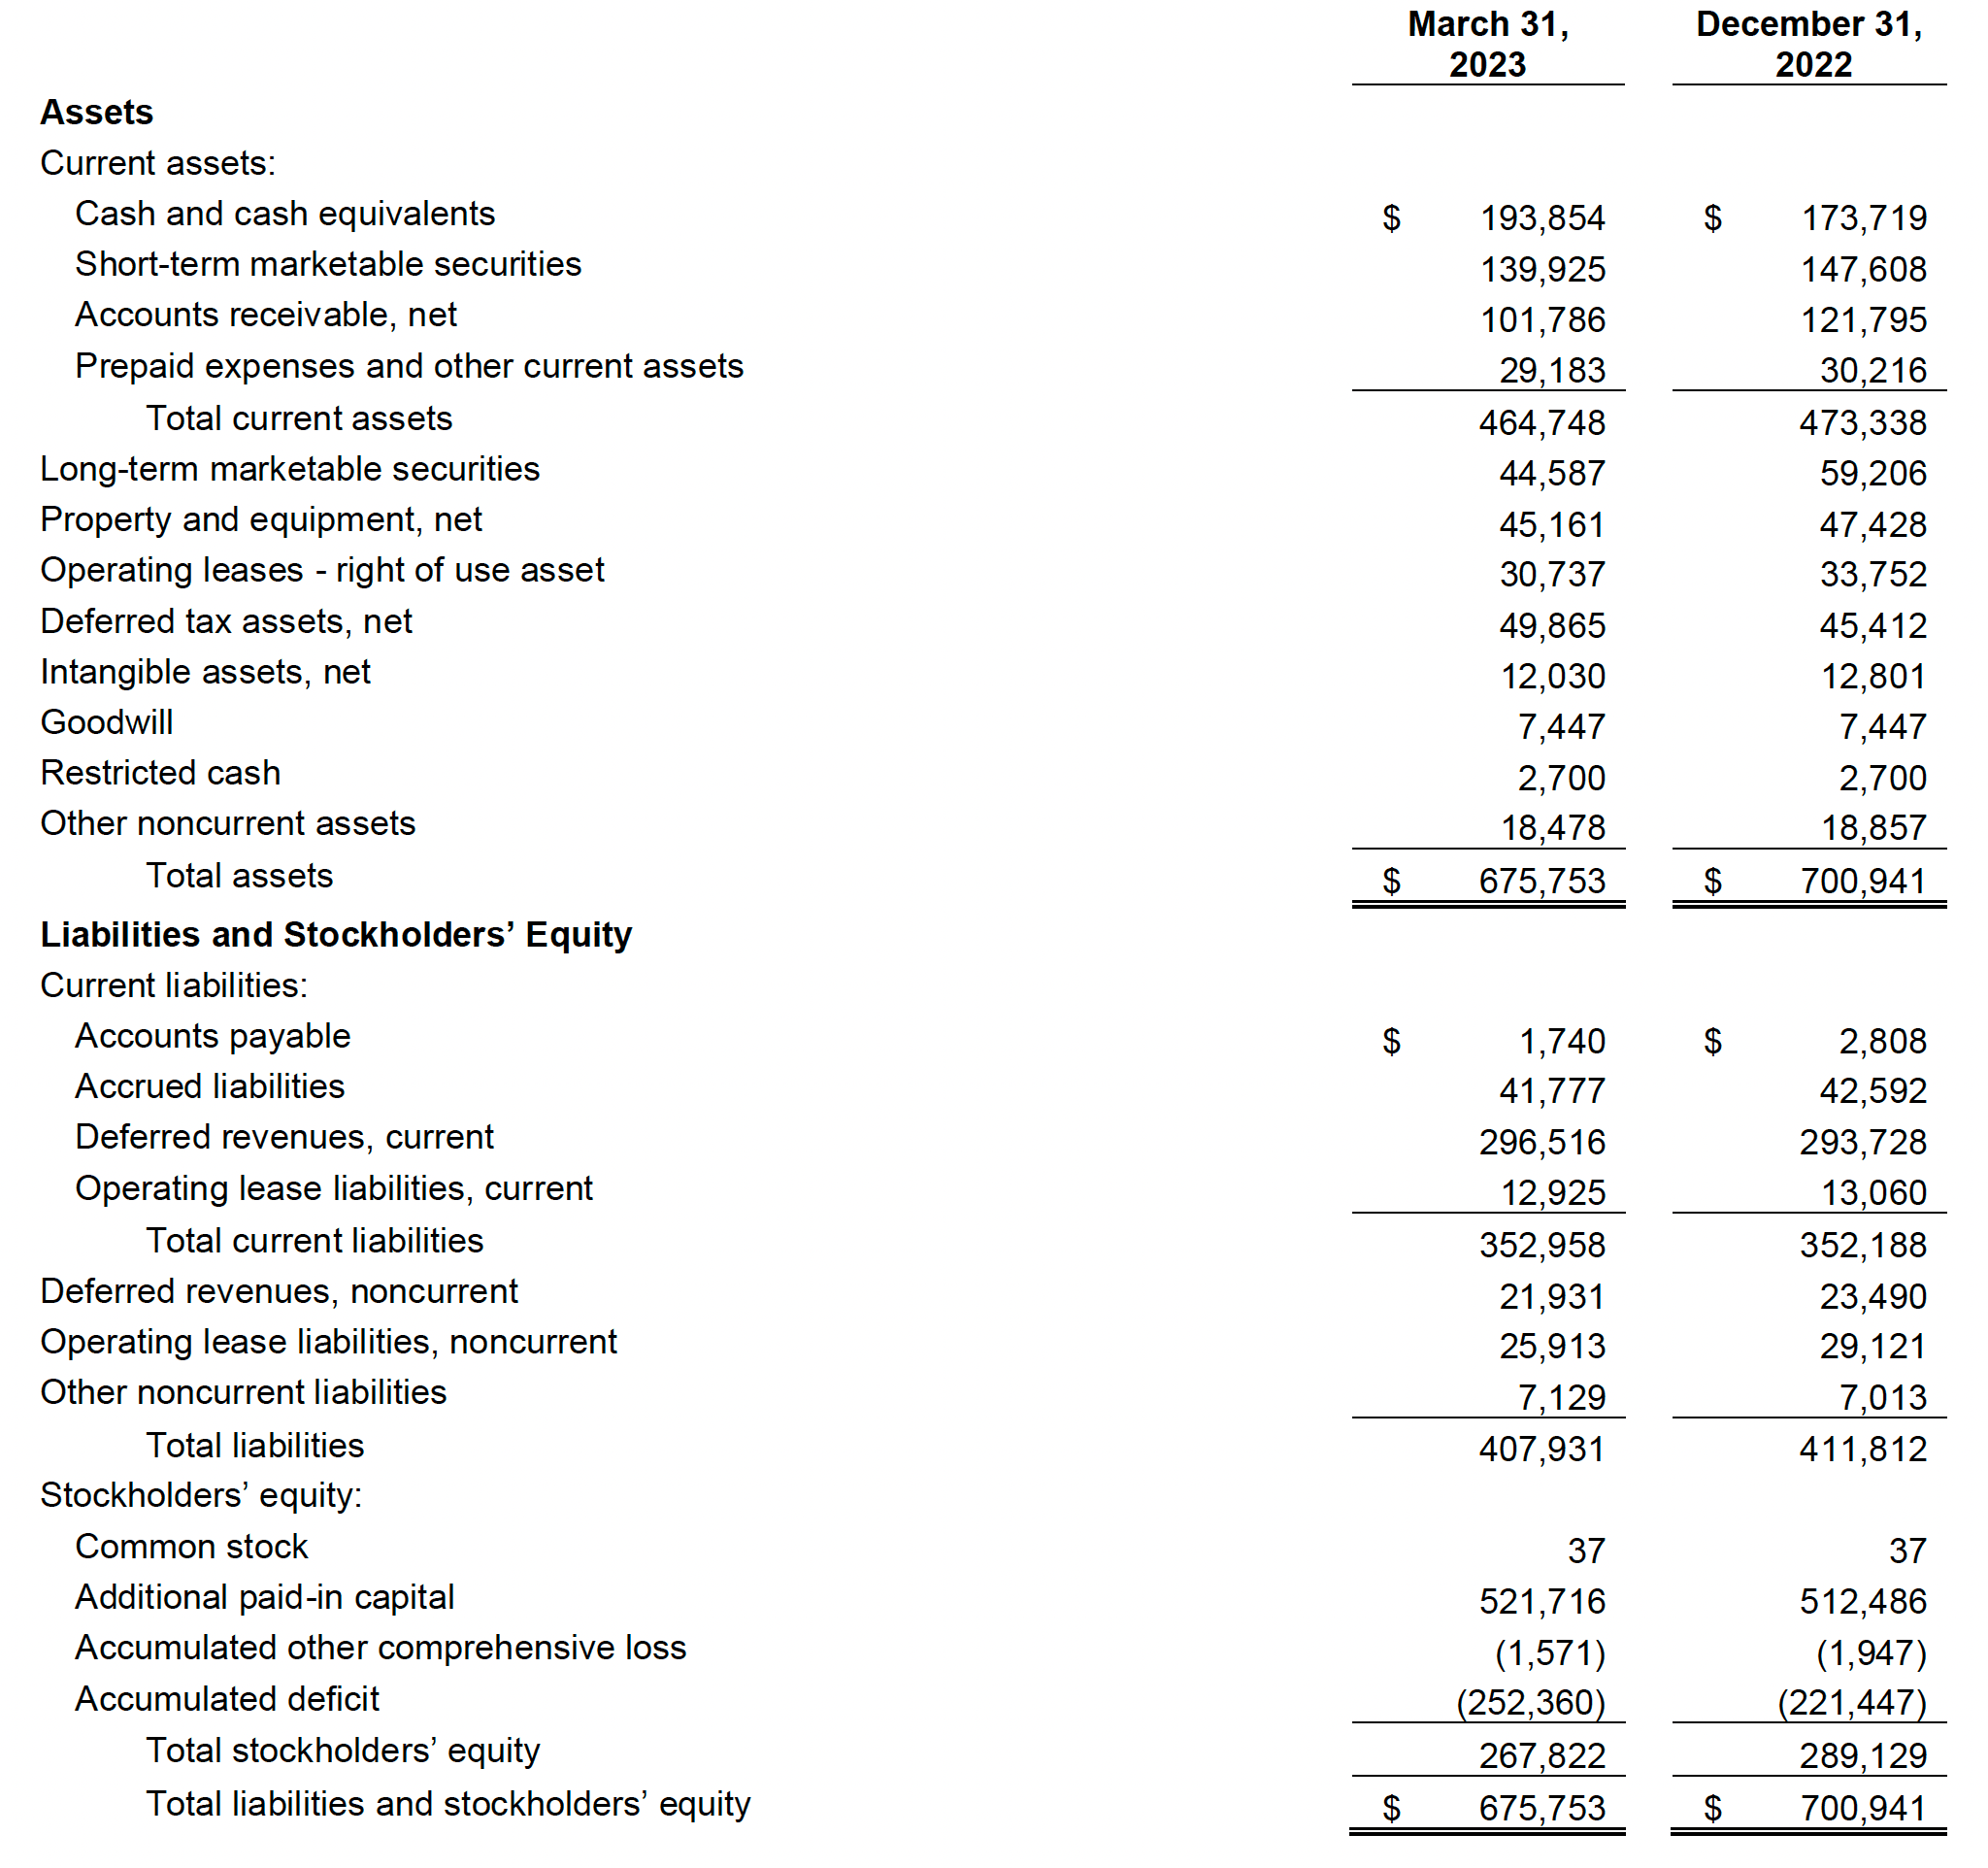 March 31, 2023 December 31, 2022
Assets
Current assets:
Cash and cash equivalents $ 193,854 $ 173,719
Short-term marketable securities 139,925 147,608
Accounts receivable, net 101,786 121,795
Prepaid expenses and other current assets 29,183 30,216
Total current assets 464,748 473,338
Long-term marketable securities 44,587 59,206
Property and equipment, net 45,161 47,428
Operating leases - right of use asset 30,737 33,752
Deferred tax assets, net 49,865 45,412
Intangible assets, net 12,030 12,801
Goodwill 7,447 7,447
Restricted cash 2,700 2,700
Other noncurrent assets 18,478 18,857
Total assets $ 675,753 $ 700,941
Liabilities and Stockholders’ Equity
Current liabilities:
Accounts payable $ 1,740 $ 2,808
Accrued liabilities 41,777 42,592
Deferred revenues, current 296,516 293,728
Operating lease liabilities, current 12,925 13,060
Total current liabilities 352,958 352,188
Deferred revenues, noncurrent 21,931 23,490
Operating lease liabilities, noncurrent 25,913 29,121
Other noncurrent liabilities 7,129 7,013
Total liabilities 407,931 411,812
Stockholders’ equity:
Common stock 37 37
Additional paid-in capital 521,716 512,486
Accumulated other comprehensive loss (1,571) (1,947)
Accumulated deficit (252,360) (221,447)
Total stockholders’ equity 267,822 289,129
Total liabilities and stockholders’ equity $ 675,753 $ 700,941